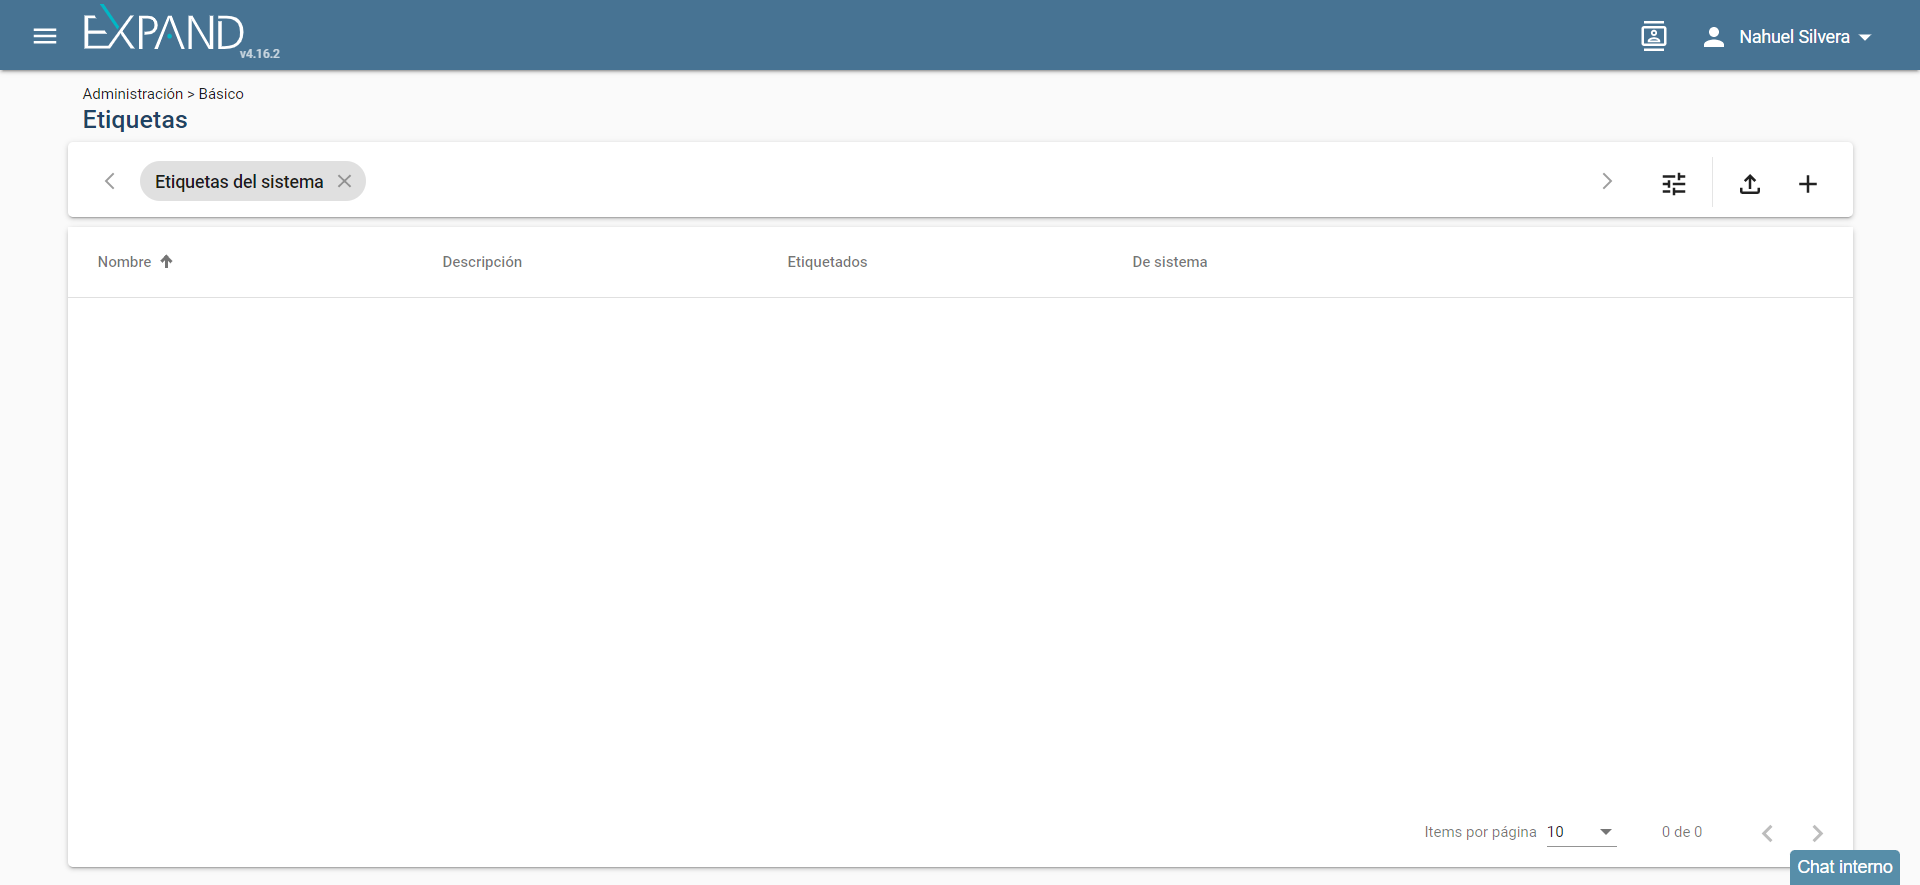 EXPAND
v4.16.2
Nahuel Silvera
Administración > Básico
Etiquetas
Etiquetas del sistema
Nombre Descripción Etiquetados De sistema
Items por página 10 0 de 0
Chat interno